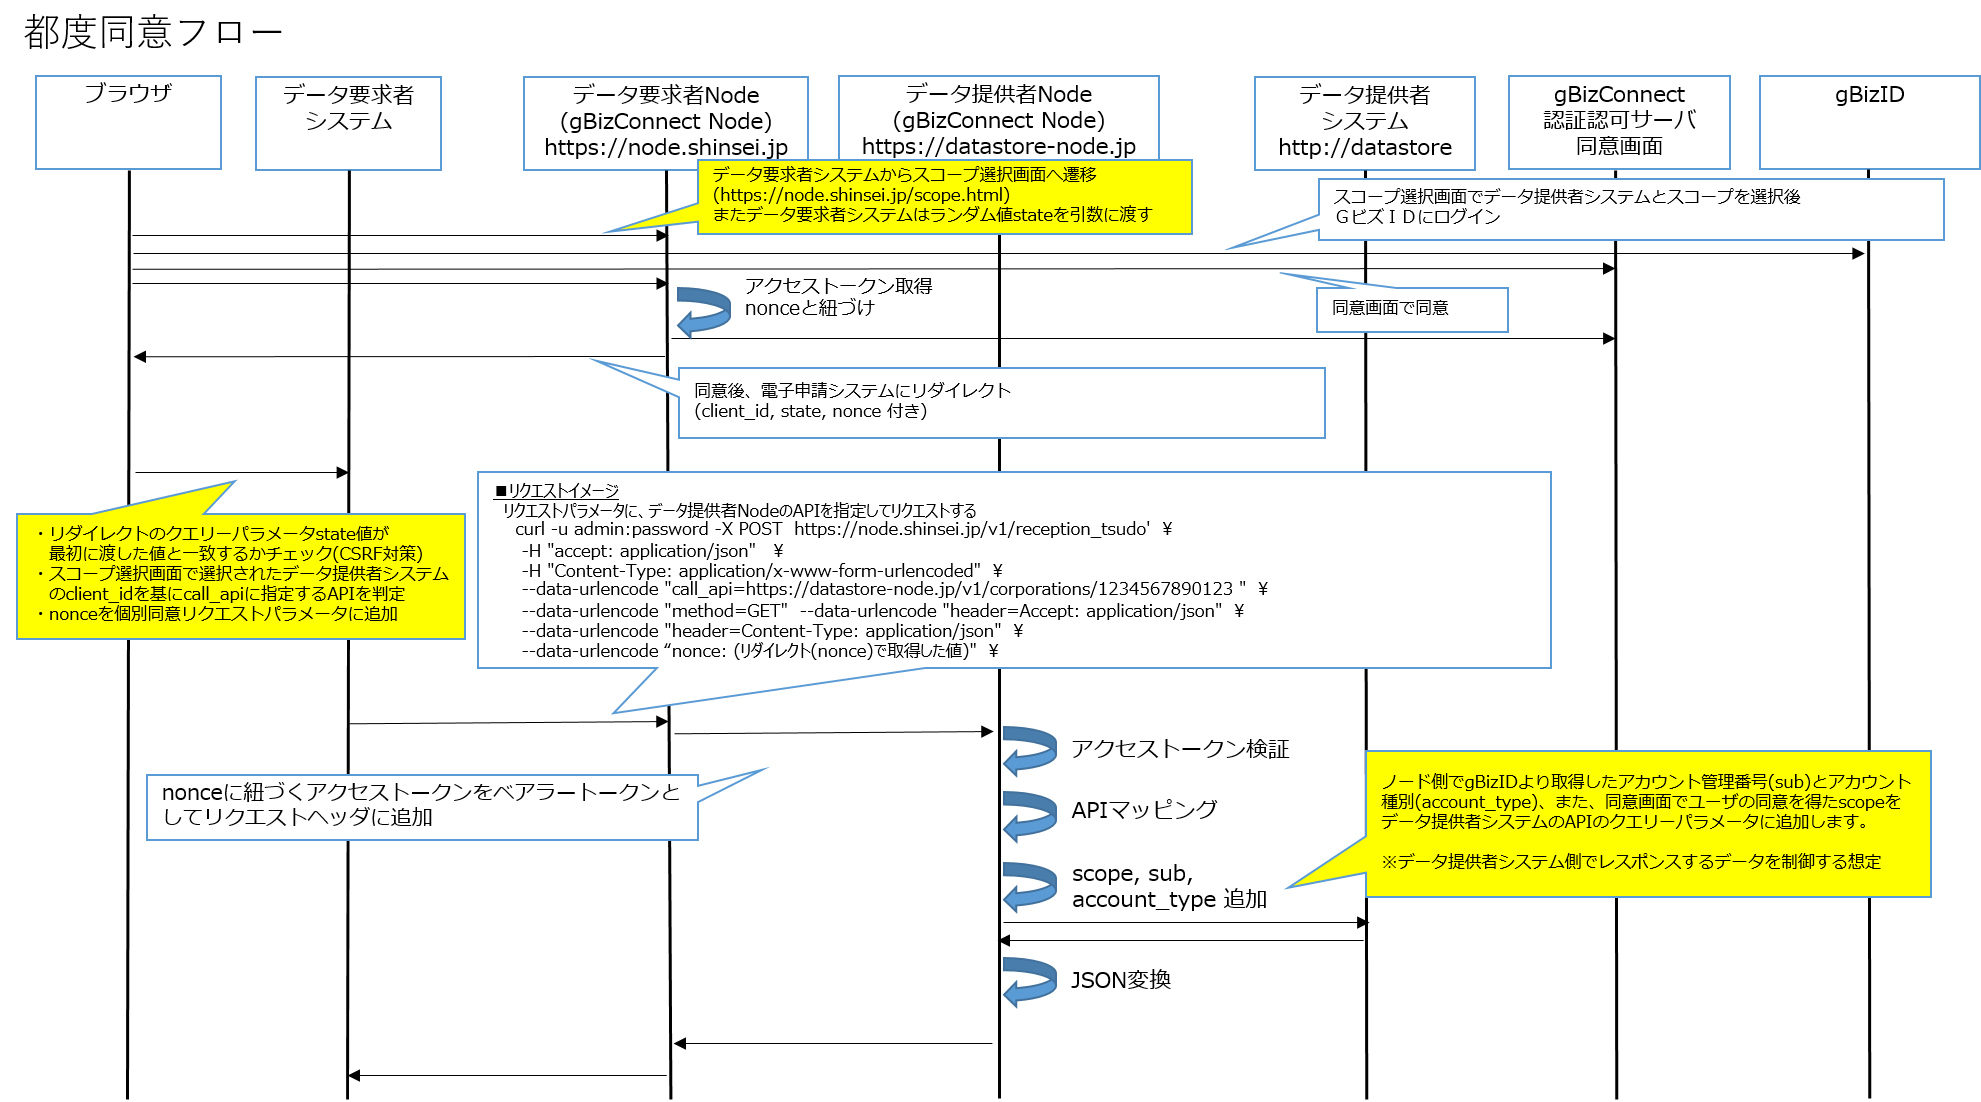 都度同意フロー
ブラウザ
データ要求者
システム
データ要求者Node
(gBizConnect Node)
https://node.shinsei.jp
データ提供者Node
(gBizConnect Node)
https://datastore-node.jp
データ提供者
システム
http://datastore
gBizConnect
認証認可サーバ
同意画面
gBizID
データ要求者システムからスコープ選択画面へ遷移
(https://node.shinsei.jp/scope.html)
またデータ要求者システムはランダム値stateを引数に渡す
スコープ選択画面でデータ提供者システムとスコープを選択後
ＧビズＩＤにログイン
アクセストークン取得
nonceと紐づけ
同意画面で同意
同意後、電子申請システムにリダイレクト
(client_id, state, nonce 付き)
■リクエストイメージ
リクエストパラメータに、データ提供者NodeのAPIを指定してリクエストする
curl -u admin:password -X POST  https://node.shinsei.jp/v1/reception_tsudo' ¥
-H "accept: application/json" ¥
-H "Content-Type: application/x-www-form-urlencoded" ¥
--data-urlencode "call_api=https://datastore-node.jp/v1/corporations/1234567890123 " ¥
--data-urlencode "method=GET"  --data-urlencode "header=Accept: application/json" ¥
--data-urlencode "header=Content-Type: application/json" ¥
--data-urlencode “nonce: (リダイレクト(nonce)で取得した値)" ¥
・リダイレクトのクエリーパラメータstate値が
最初に渡した値と一致するかチェック(CSRF対策)
・スコープ選択画面で選択されたデータ提供者システム
のclient_idを基にcall_apiに指定するAPIを判定
・nonceを個別同意リクエストパラメータに追加
アクセストークン検証
nonceに紐づくアクセストークンをベアラートークンと
してリクエストヘッダに追加
APIマッピング
ノード側でgBizIDより取得したアカウント管理番号(sub)とアカウント
種別(account_type)、また、同意画面でユーザの同意を得たscopeを
データ提供者システムのAPIのクエリーパラメータに追加します。
※データ提供者システム側でレスポンスするデータを制御する想定
scope, sub,
account_type 追加
JSON変換